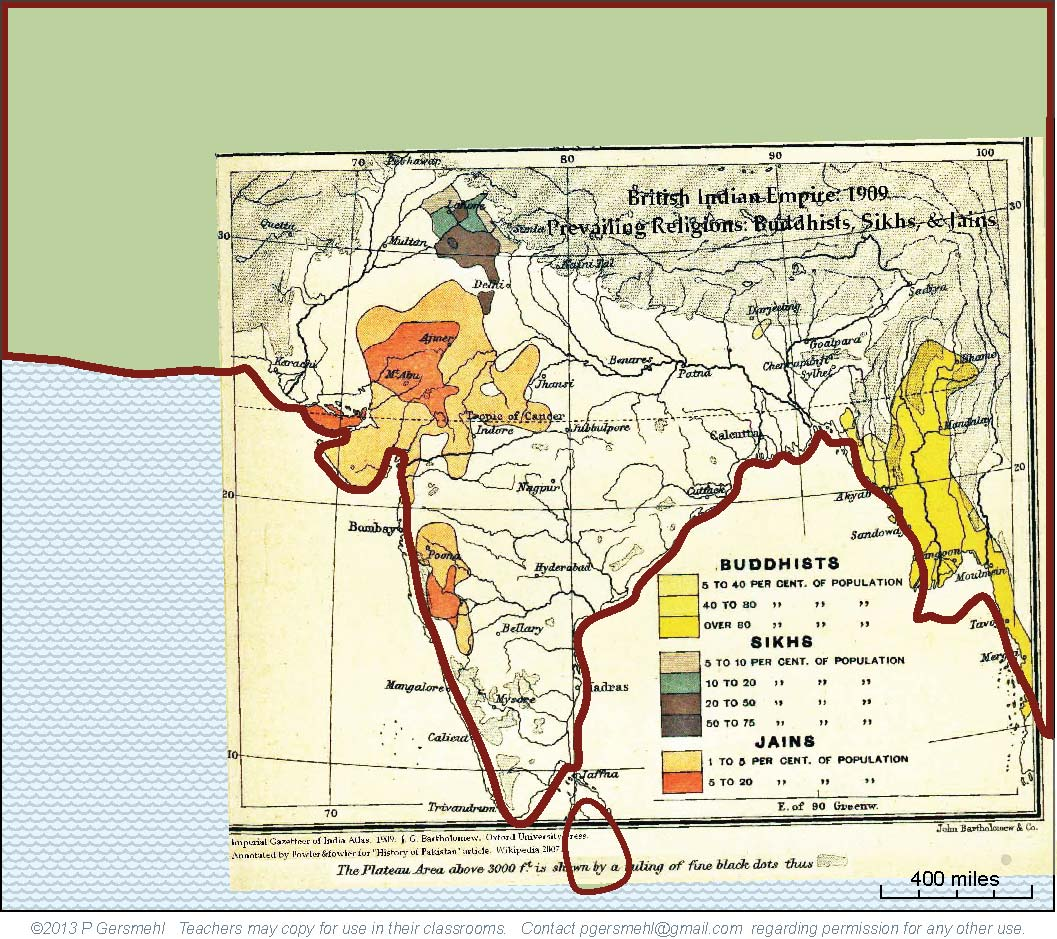 70
80
90
100
Peshawar
British Indian Empire: 1909
Lahore
30
Quetta
Simla
Prevailing Religions: Buddhists, Sikhs, & Jains
30
Multan
Naini Tal
Delhi
Sadiya
Darjeeling
Ajmer
Goalpara
Karachi
Benares
Cherrapunji
Bhamo
Mt Abu
Patna
Sylhet
Jhansi
Tropic of Cancer
Indore
Jubbulpore
Calcutta
Mandalay
20
Nagpur
Cuttack
Akyab
20
Bombay
Sandoway
Poona
Rangoon
Hyderabad
Moulmein
BUDDHISTS
5 TO 40 PER CENT. OF POPULATION
40 TO 80 ,, ,, ,,
OVER 80 ,, ,, ,,
Bellary
Tavoy
SIKHS
5 TO 10 PER CENT. OF POPULATION
Mergui
10 TO 20 ,, ,, ,,
Mangalore
Madras
Mysore
20 TO 50 ,, ,, ,,
50 TO 75 ,, ,, ,,
Calicut
JAINS
10
1 TO 5 PER CENT. OF POPULATION
Jaffna
5 TO 20 ,, ,, ,,
70
Trivandrum
E. of 90 Greenw.
John Bartholomew & Co.
Imperial Gazetteer of India Atlas, 1909. J. G. Bartholomew. Oxford University Press.
Annotated by Fowler&fowler for "History of Pakistan" article. Wikipedia 2007
The Plateau Area above 3000 ft is shown by a ruling of fine black dots thus
400 miles
©2013 P Gersmehl Teachers may copy for use in their classrooms. Contact pgersmehl@gmail.com regarding permission for any other use.